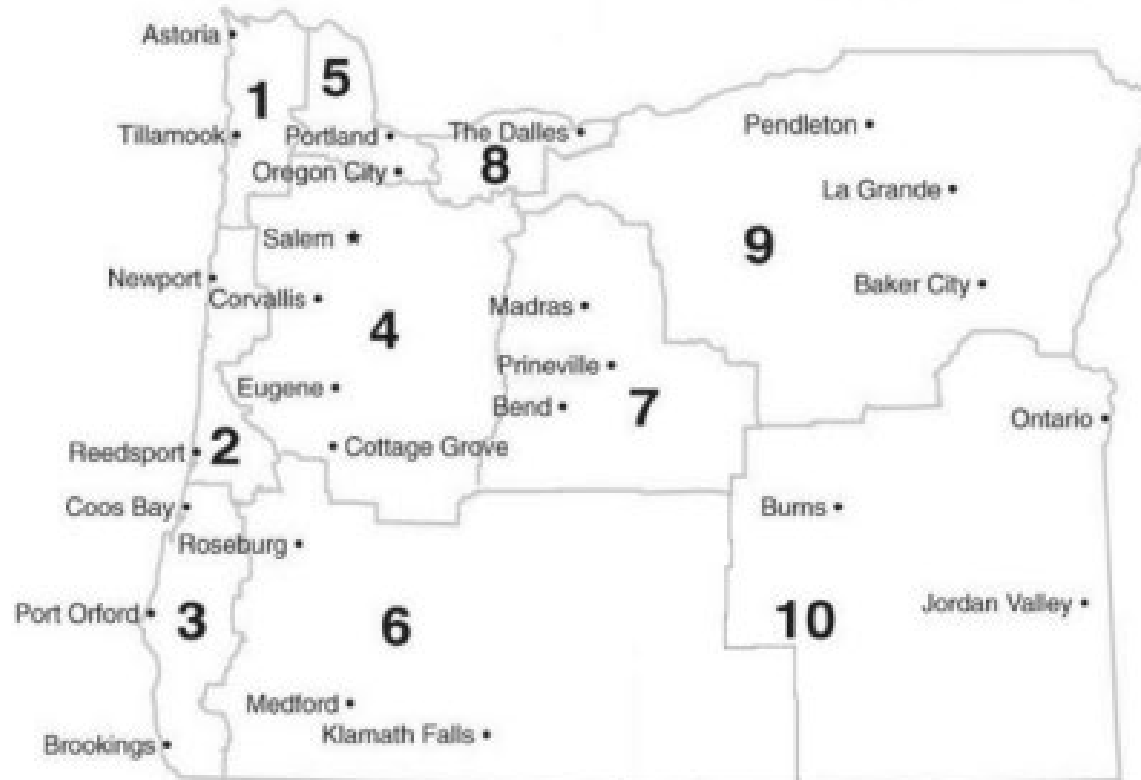 Astoria
5
1
Tillamook
Portland
The Dalles
Pendleton
Oregon City
8
La Grande
Salem
9
Newport
Corvallis
Madras
Baker City
4
Prineville
Eugene
Bend
7
Ontario
Reedsport
2
Cottage Grove
Coos Bay
Burns
Roseburg
Port Orford
3
6
10
Jordan Valley
Medford
Klamath Falls
Brookings